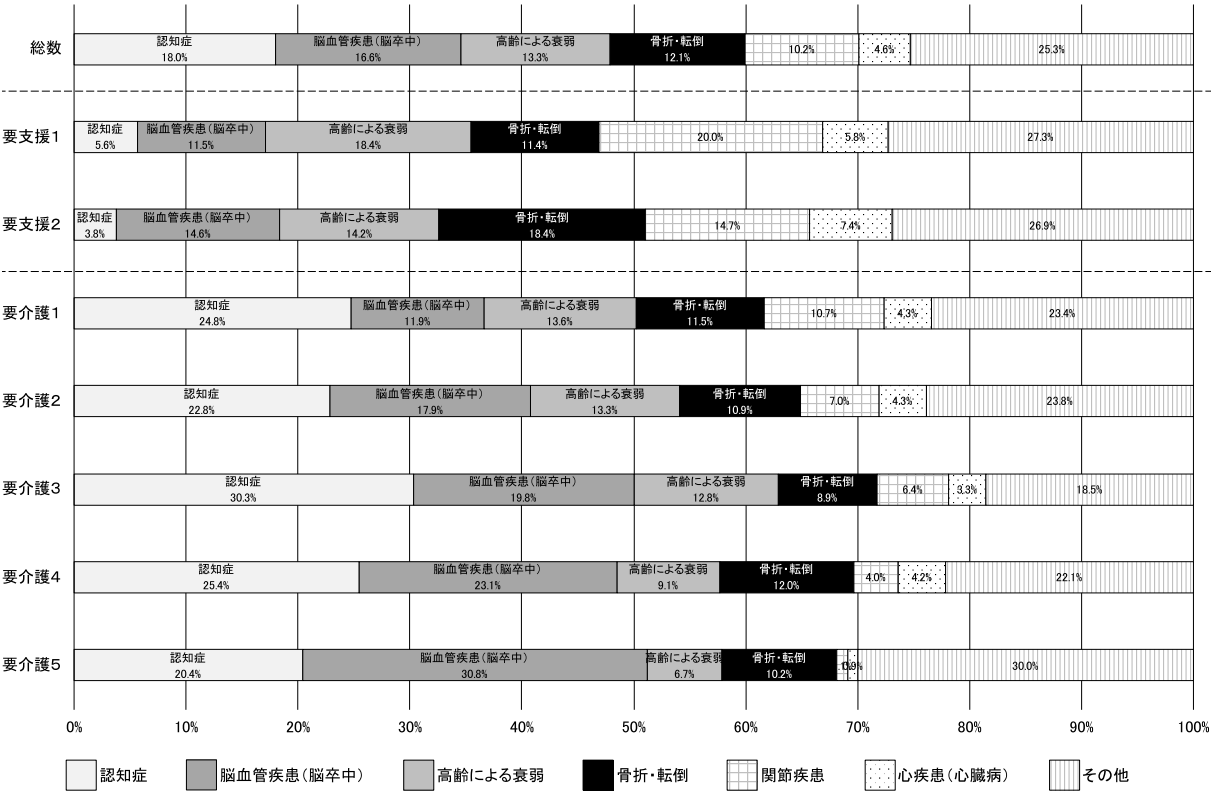 総数
認知症
18.0%
脳血管疾患(脳卒中)
16.6%
高齢による衰弱
13.3%
骨折・転倒
12.1%
10.2%
4.6%
25.3%
要支援1
認知症
5.6%
脳血管疾患(脳卒中)
11.5%
高齢による衰弱
18.4%
骨折・転倒
11.4%
20.0%
5.8%
27.3%
要支援2
認知症
3.8%
脳血管疾患(脳卒中)
14.6%
高齢による衰弱
14.2%
骨折・転倒
18.4%
14.7%
7.4%
26.9%
要介護1
認知症
24.8%
脳血管疾患(脳卒中)
11.9%
高齢による衰弱
13.6%
骨折・転倒
11.5%
10.7%
4.3%
23.4%
要介護2
認知症
22.8%
脳血管疾患(脳卒中)
17.9%
高齢による衰弱
13.3%
骨折・転倒
10.9%
7.0%
4.3%
23.8%
要介護3
認知症
30.3%
脳血管疾患(脳卒中)
19.8%
高齢による衰弱
12.8%
骨折・転倒
8.9%
6.4%
3.3%
18.5%
要介護4
認知症
25.4%
脳血管疾患(脳卒中)
23.1%
高齢による衰弱
9.1%
骨折・転倒
12.0%
4.0%
4.2%
22.1%
要介護5
認知症
20.4%
脳血管疾患(脳卒中)
30.8%
高齢による衰弱
6.7%
骨折・転倒
10.2%
30.0%
0%
10%
20%
30%
40%
50%
60%
70%
80%
90%
100%
認知症
脳血管疾患(脳卒中)
高齢による衰弱
骨折・転倒
関節疾患
心疾患(心臓病)
その他